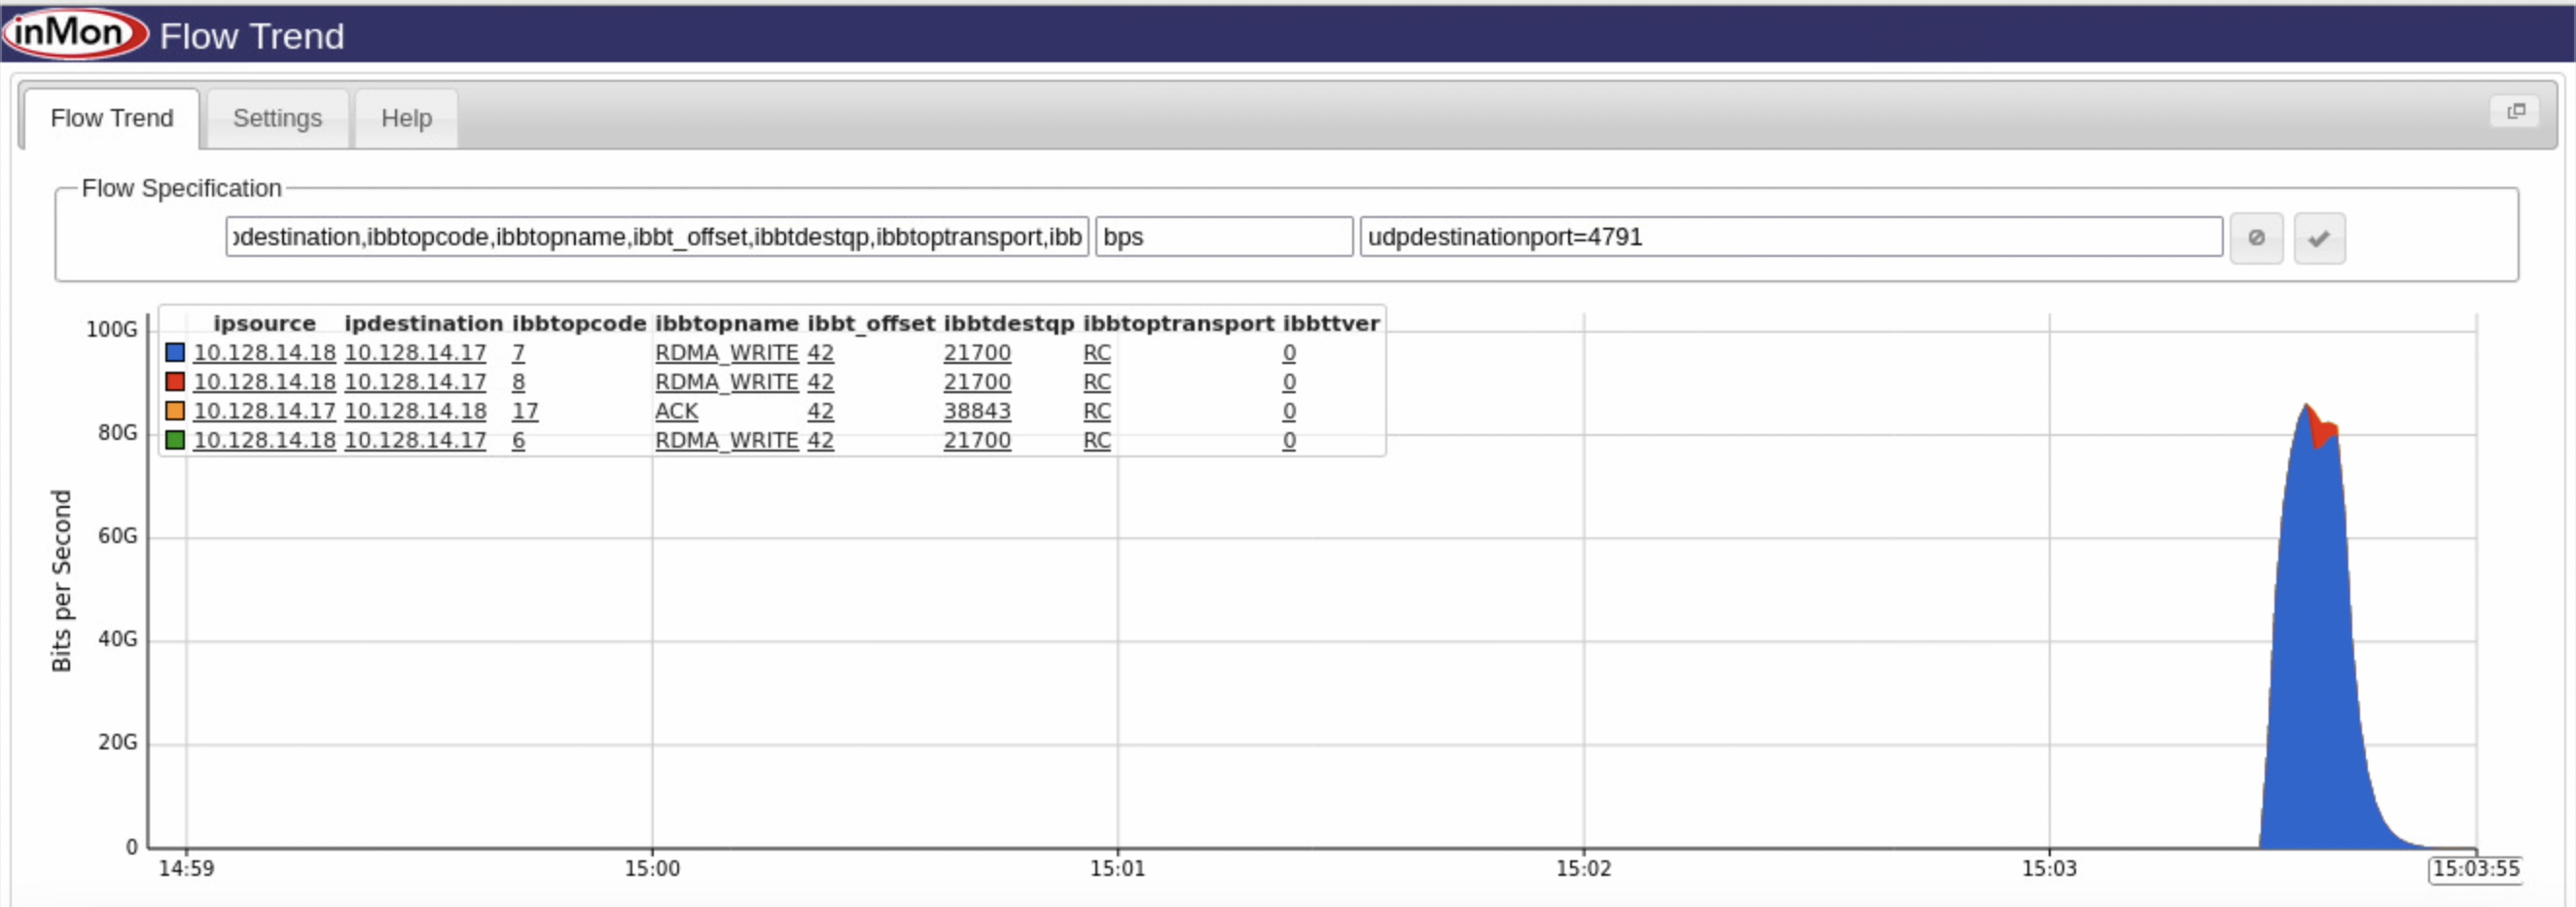 inMon Flow Trend
Flow Trend Settings Help
Flow Specification
destination,ibbtopcode,ibbtopname,ibbt_offset,ibbtdestqp,ibbtoptransport,ibb bps udpdestinationport=4791
ipsource ipdestination ibbtopcode ibbtopname ibbt_offset ibbtdestqp ibbtoptransport ibbttver
10.128.14.18 10.128.14.17 7 RDMA_WRITE 42 21700 RC 0
10.128.14.18 10.128.14.17 8 RDMA_WRITE 42 21700 RC 0
10.128.14.17 10.128.14.18 17 ACK 42 38843 RC 0
10.128.14.18 10.128.14.17 6 RDMA_WRITE 42 21700 RC 0
Bits per Second
100G
80G
60G
40G
20G
0
14:59 15:00 15:01 15:02 15:03 15:03:55